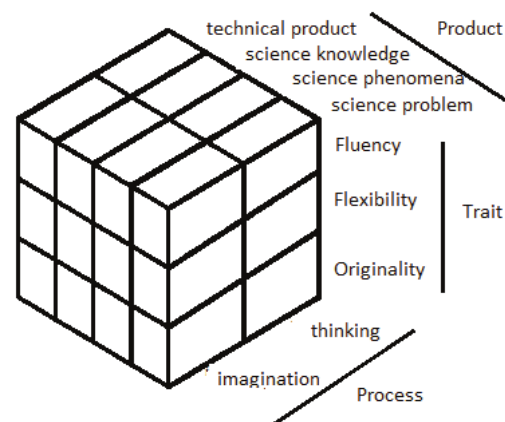 technical product
Product
science knowledge
science phenomena
science problem
Fluency
Flexibility
Trait
Originality
thinking
imagination
Process